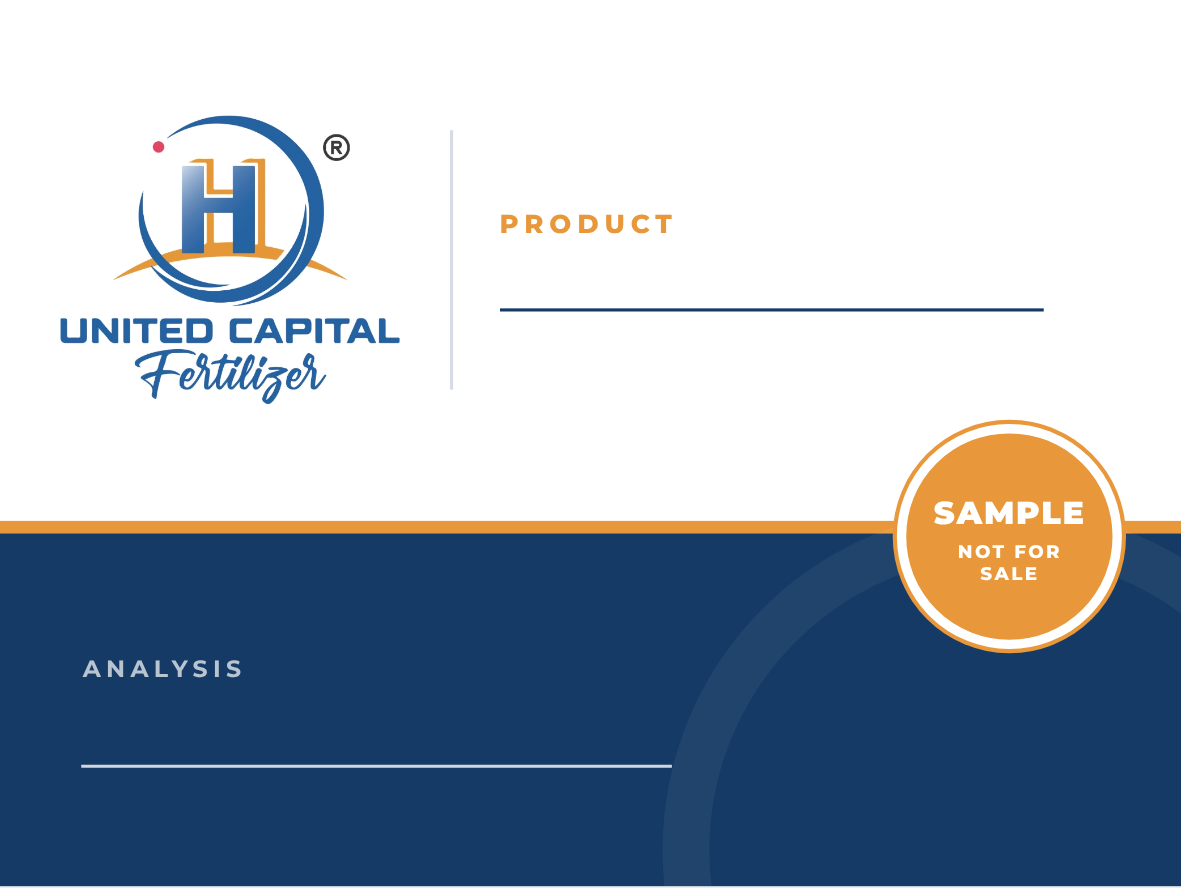 H
®
UNITED CAPITAL
Fertilizer
PRODUCT
SAMPLE
NOT FOR
SALE
ANALYSIS